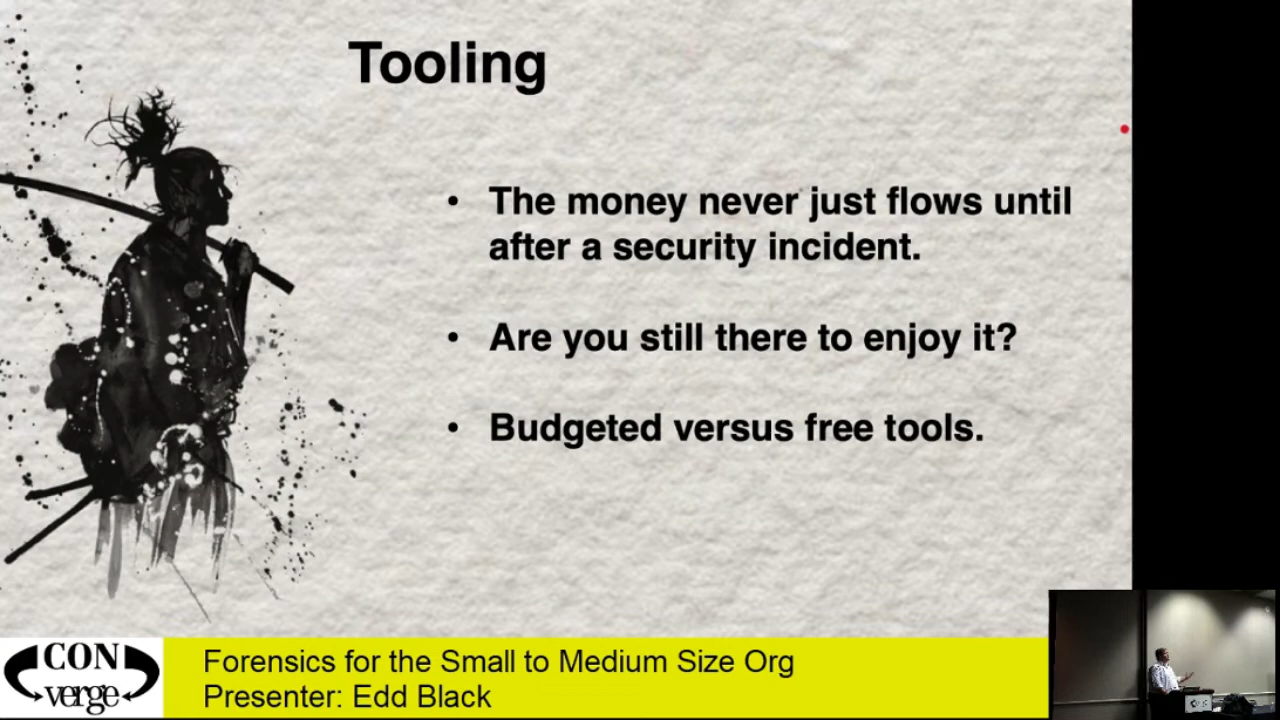 Tooling
• The money never just flows until
after a security incident.
• Are you still there to enjoy it?
• Budgeted versus free tools.
CON
verge
Forensics for the Small to Medium Size Org
Presenter: Edd Black